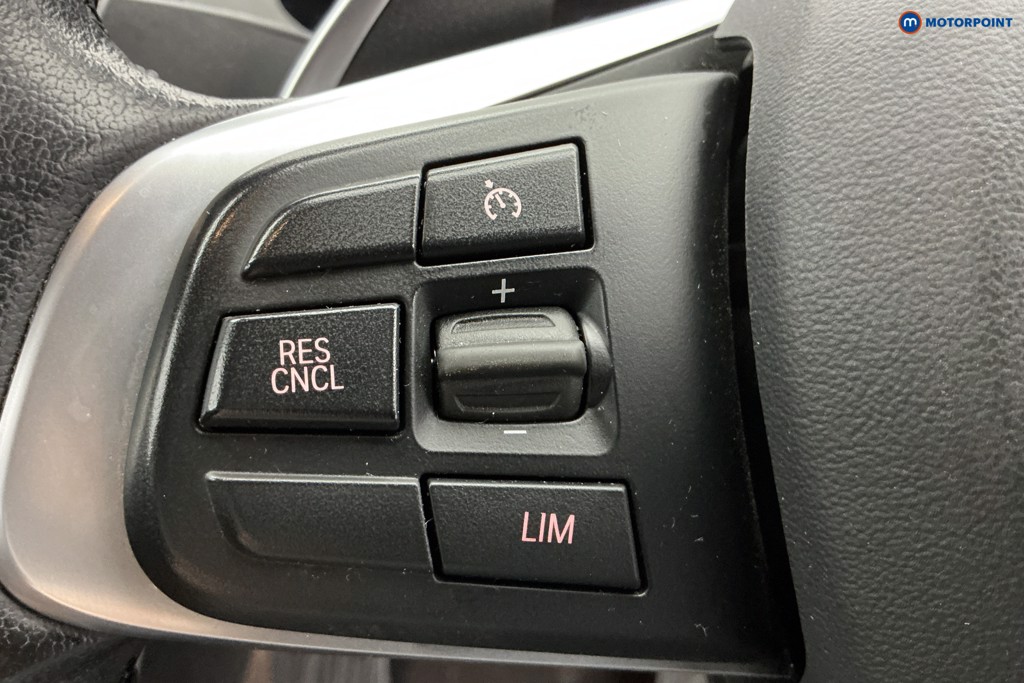 MOTORPOINT
+
RES
CNCL
−
LIM